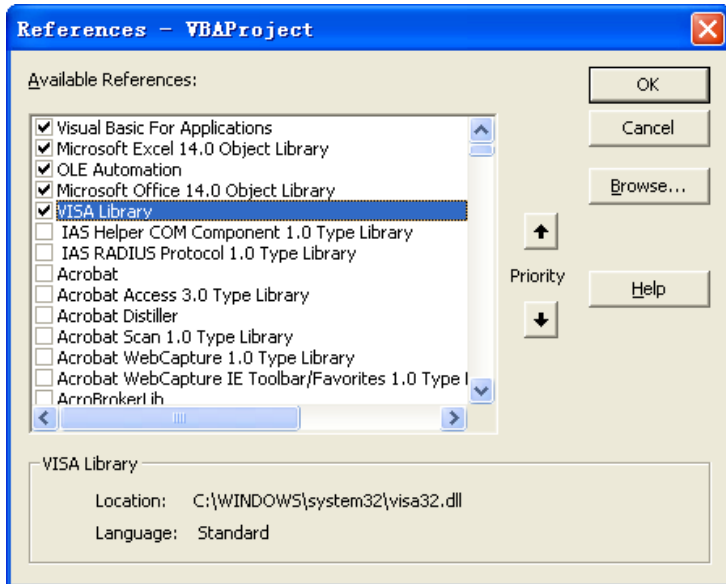 References - VBAProject
Available References:
OK
Visual Basic For Applications
Cancel
Microsoft Excel 14.0 Object Library
OLE Automation
Microsoft Office 14.0 Object Library
Browse...
VISA Library
IAS Helper COM Component 1.0 Type Library
IAS RADIUS Protocol 1.0 Type Library
Acrobat
Priority
Acrobat Access 3.0 Type Library
Help
Acrobat Distiller
Acrobat Scan 1.0 Type Library
Acrobat WebCapture 1.0 Type Library
Acrobat WebCapture IE Toolbar/Favorites 1.0 Type
AcroBrokerLib
VISA Library
Location: C:\WINDOWS\system32\visa32.dll
Language: Standard